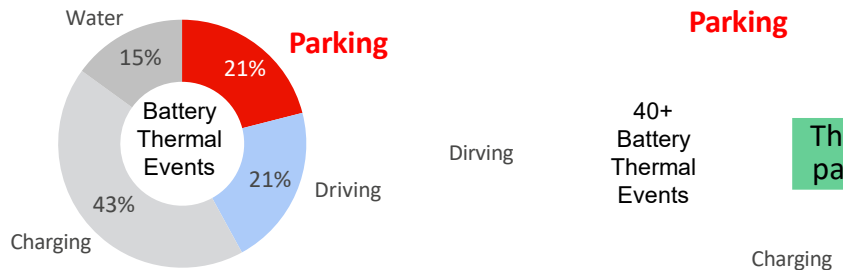 Water
Parking
15%
21%
Battery
Thermal
Events
43%
21%
Driving
Charging
Parking
40+
Battery
Thermal
Events
Dirving
Charging